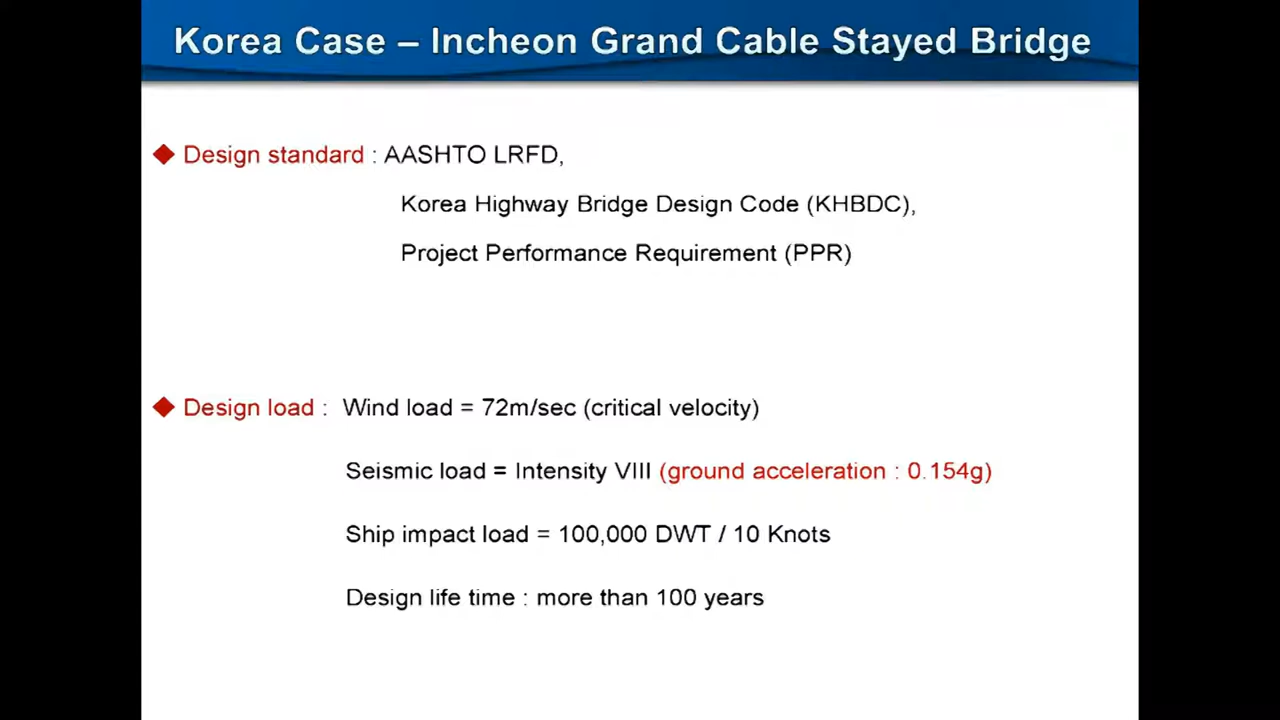 Korea Case – Incheon Grand Cable Stayed Bridge
Design standard : AASHTO LRFD,
Korea Highway Bridge Design Code (KHBDC),
Project Performance Requirement (PPR)
Design load : Wind load = 72m/sec (critical velocity)
Seismic load = Intensity VIII (ground acceleration : 0.154g)
Ship impact load = 100,000 DWT / 10 Knots
Design life time : more than 100 years